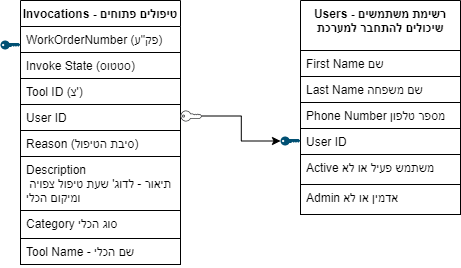 Invocations - טיפולים פתוחים
WorkOrderNumber (פק"ע)
Invoke State (סטטוס)
Tool ID (צ')
User ID
Reason (סיבת הטיפול)
Description
תיאור - לדוג' שעת טיפול צפויה
ומיקום הכלי
Category סוג הכלי
Tool Name - שם הכלי
Users - רשימת משתמשים
שיכולים להתחבר למערכת
First Name שם
Last Name שם משפחה
Phone Number מספר טלפון
User ID
Active משתמש פעיל או לא
Admin אדמין או לא